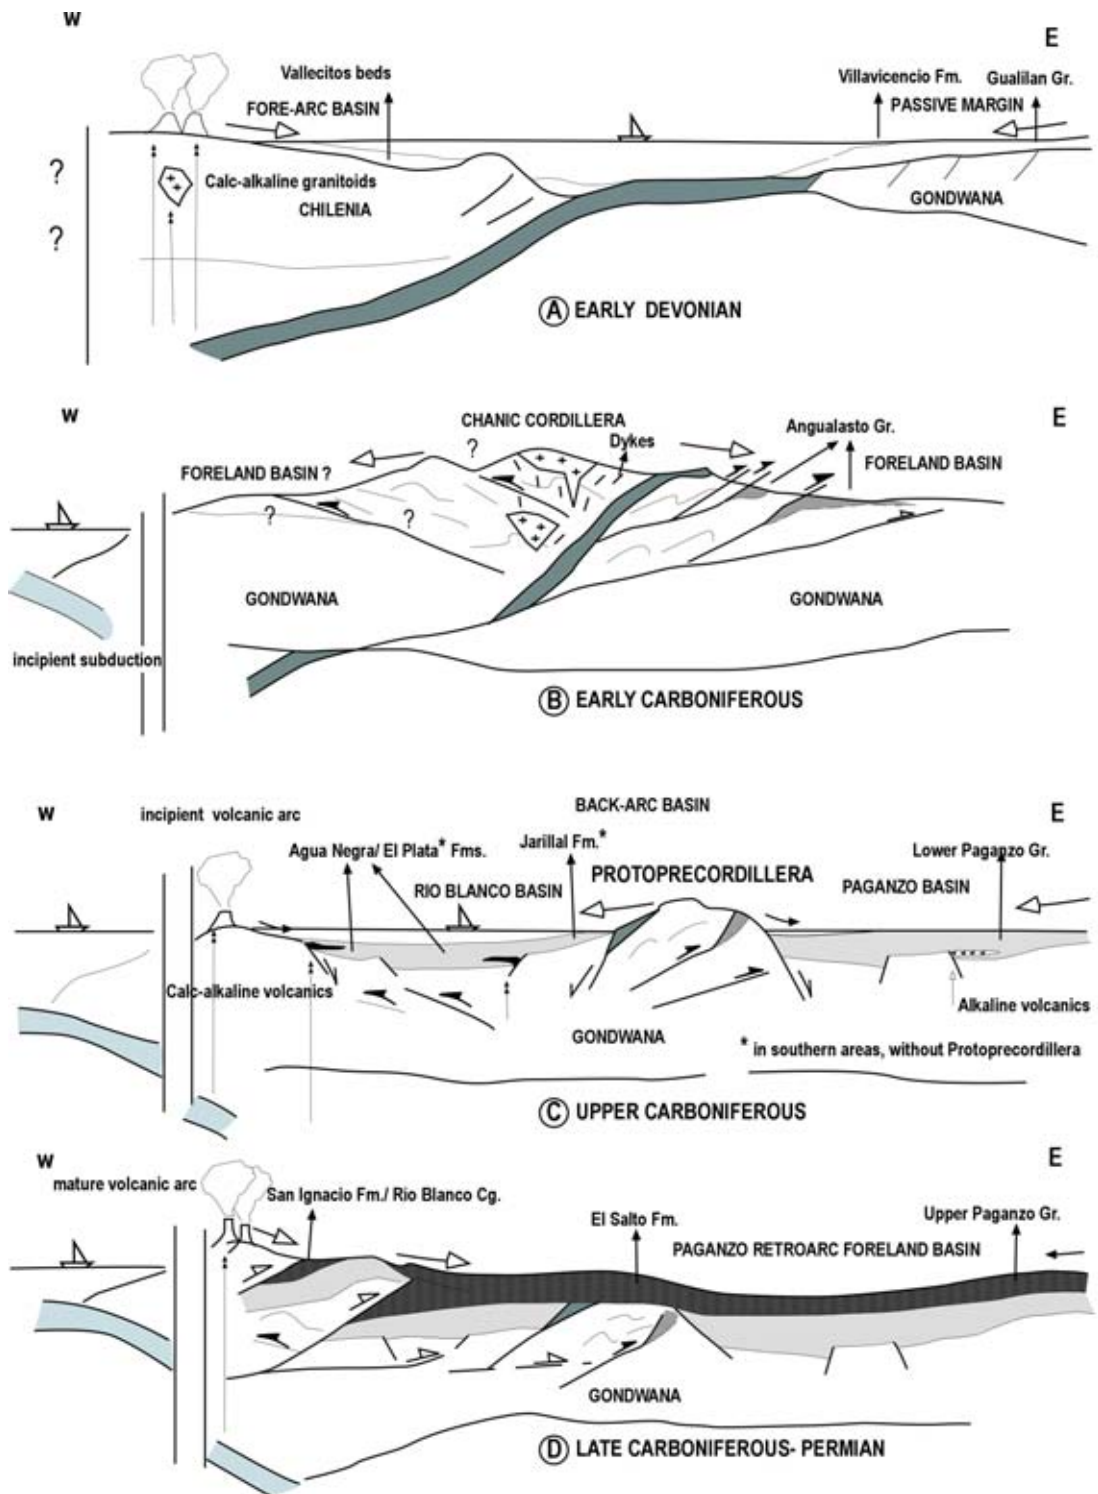 W
E
Vallecitos beds
Villavicencio Fm.
Gualilan Gr.
FORE-ARC BASIN
PASSIVE MARGIN
?
Calc-alkaline granitoids
CHILENIA
GONDWANA
?
A EARLY DEVONIAN
W
E
CHANIC CORDILLERA
Angualasto Gr.
?
Dykes
FORELAND BASIN ?
FORELAND BASIN
?
?
GONDWANA
GONDWANA
incipient subduction
B EARLY CARBONIFEROUS
BACK-ARC BASIN
W
incipient volcanic arc
E
Jarillal Fm.*
Agua Negra/ El Plata* Fms.
Lower Paganzo Gr.
PROTOPRECORDILLERA
RIO BLANCO BASIN
PAGANZO BASIN
Calc-alkaline volcanics
Alkaline volcanics
GONDWANA
* in southern areas, without Protoprecordillera
C UPPER CARBONIFEROUS
W
E
mature volcanic arc
San Ignacio Fm./ Rio Blanco Cg.
El Salto Fm.
Upper Paganzo Gr.
PAGANZO RETROARC FORELAND BASIN
GONDWANA
D LATE CARBONIFEROUS- PERMIAN